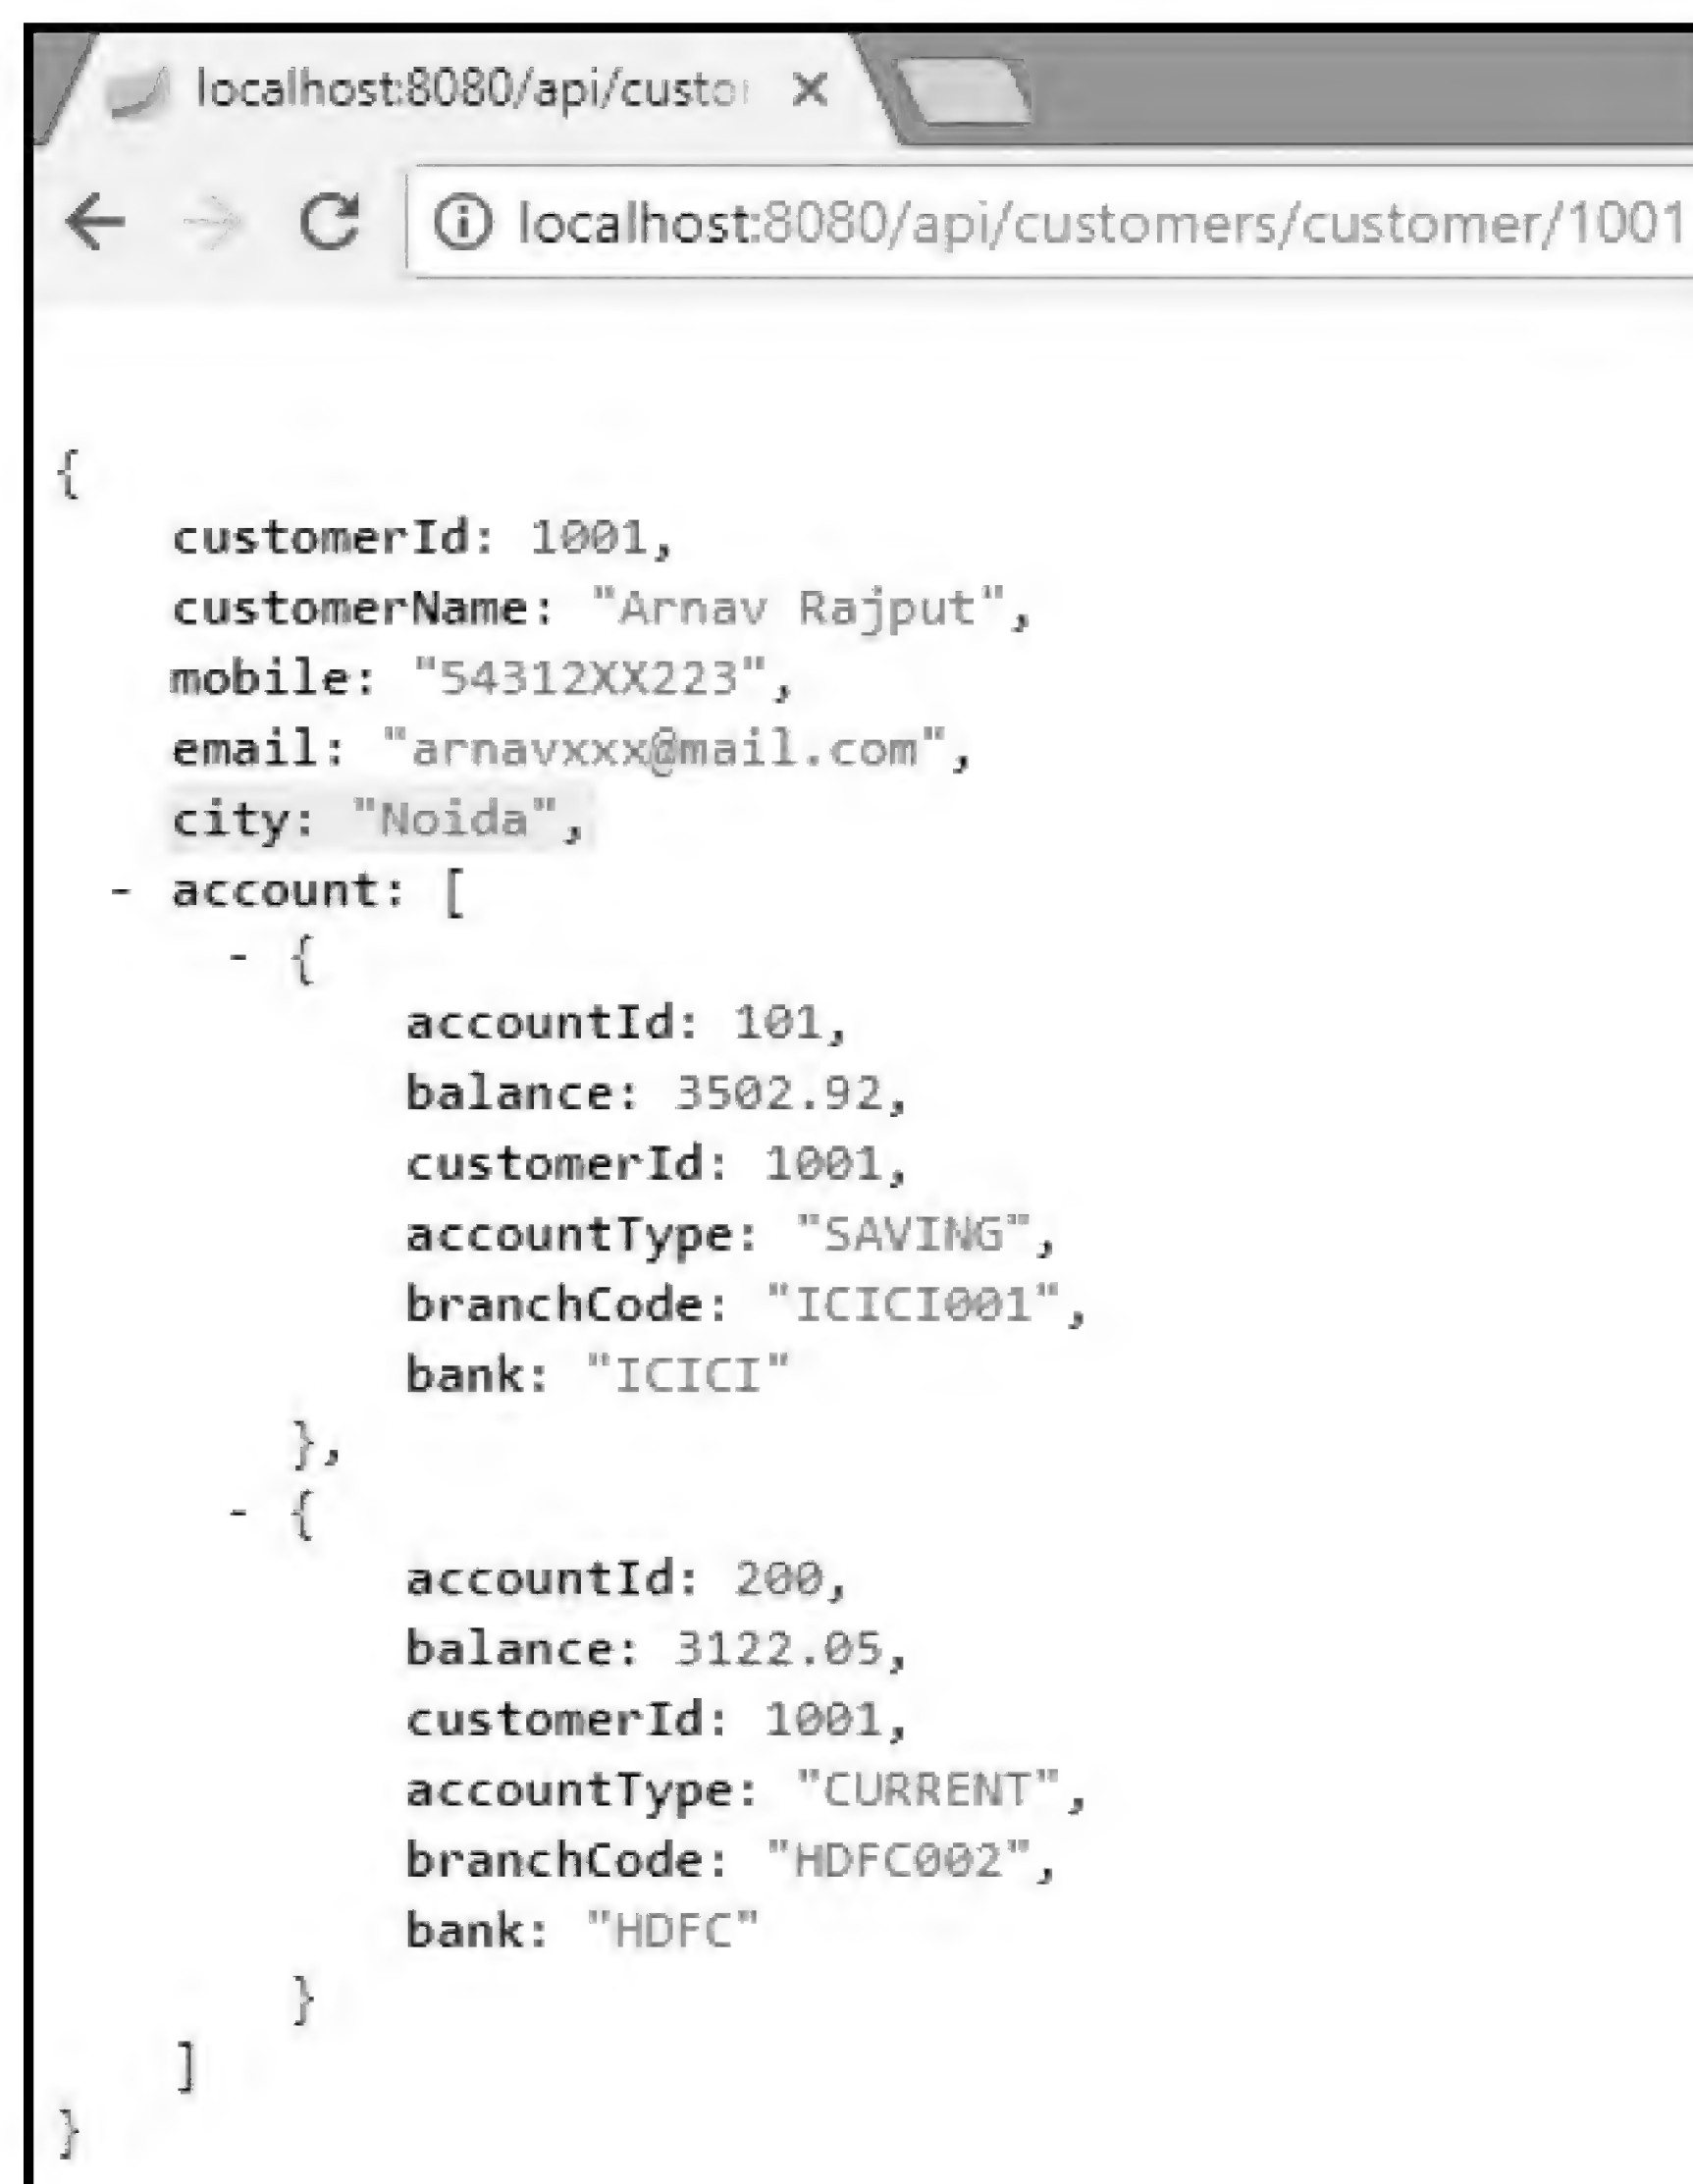 localhost:8080/api/custo
localhost:8080/api/customers/customer/1001
{
customerId: 1001,
customerName: "Arnav Rajput",
mobile: "54312XX223",
email: "arnavxxx@mail.com",
city: "Noida",
- account: [
- {
accountId: 101,
balance: 3502.92,
customerId: 1001,
accountType: "SAVING",
branchCode: "ICICI001",
bank: "ICICI"
},
- {
accountId: 200,
balance: 3122.05,
customerId: 1001,
accountType: "CURRENT",
branchCode: "HDFC002",
bank: "HDFC"
}
]
}